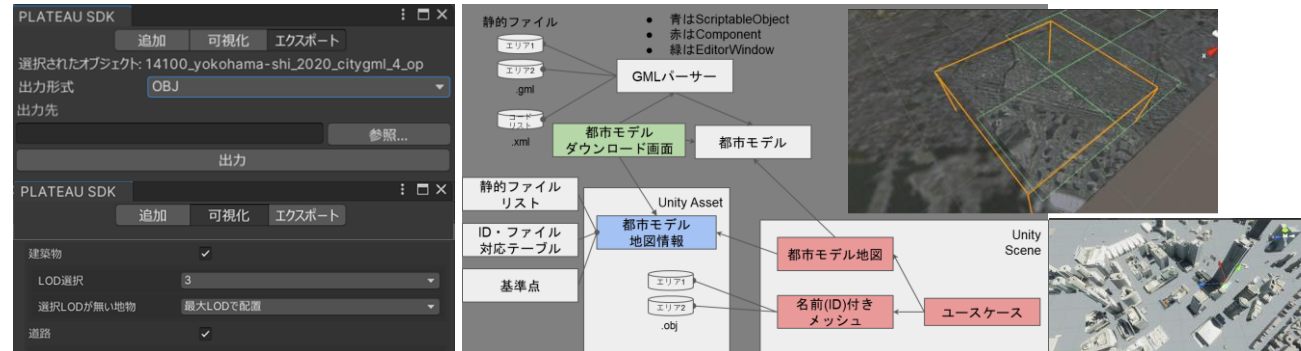 PLATEAU SDK
追加 可視化 エクスポート
選択されたオブジェクト: 14100_yokohama-shi_2020_citygml_4_op
出力形式 OBJ
出力先
参照...
出力
PLATEAU SDK
追加 可視化 エクスポート
建築物
LOD選択 3
選択LODが無い地物 最大LODで配置
道路
静的ファイル
エリア1
エリア2
.gml
コード
リスト
.xml
● 青はScriptableObject
● 赤はComponent
● 緑はEditorWindow
GMLパーサー
都市モデル
ダウンロード画面
都市モデル
静的ファイル
リスト
ID・ファイル
対応テーブル
基準点
Unity Asset
都市モデル
地図情報
エリア1
エリア2
.obj
Unity
Scene
都市モデル地図
名前(ID)付き
メッシュ
ユースケース